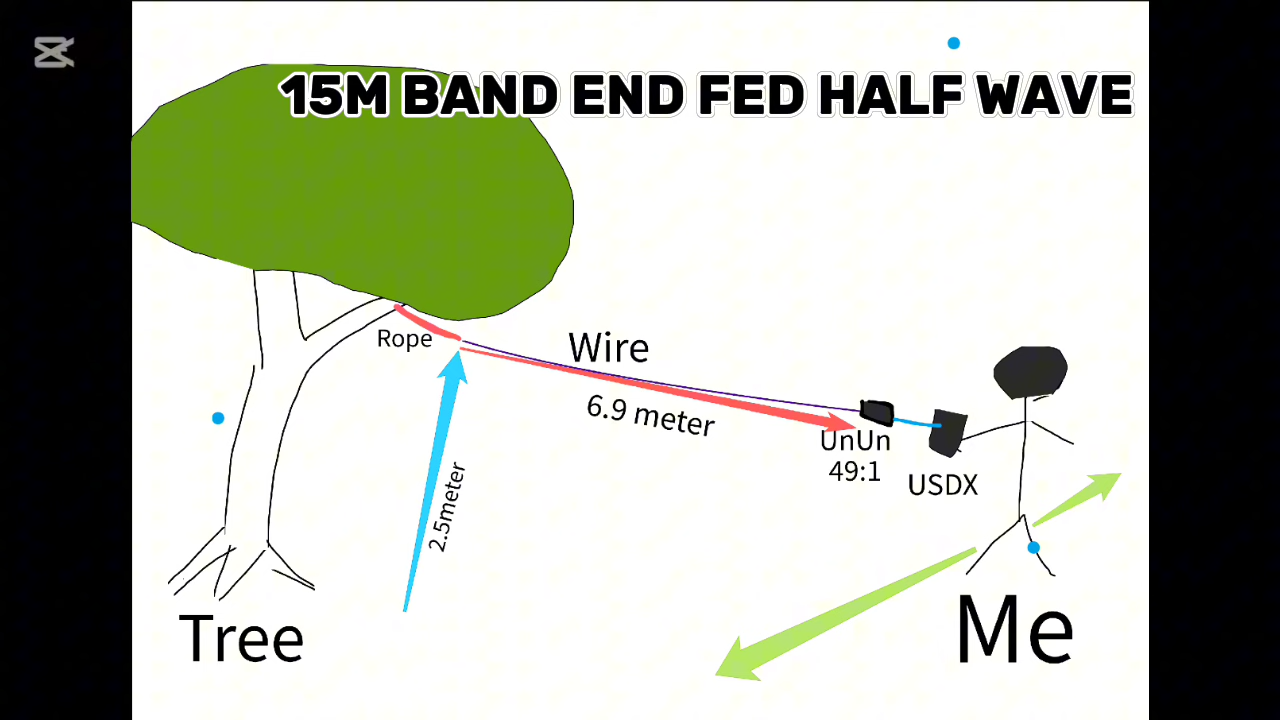 15M BAND END FED HALF WAVE
Rope
Wire
6.9 meter
UnUn
49:1
USDX
2.5meter
Tree
Me